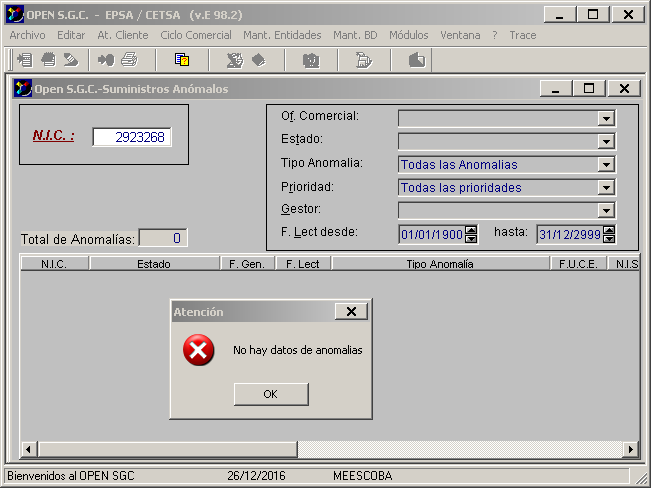 OPEN S.G.C. - EPSA / CETSA (v.E 98.2)
Archivo Editar At. Cliente Ciclo Comercial Mant. Entidades Mant. BD Módulos Ventana ? Trace
Open S.G.C.-Suministros Anómalos
N.I.C. : 2923268
Of. Comercial:
Estado:
Tipo Anomalia: Todas las Anomalias
Prioridad: Todas las prioridades
Gestor:
F. Lect desde: 01/01/1900 hasta: 31/12/2999
Total de Anomalías: 0
N.I.C. Estado F. Gen. F. Lect Tipo Anomalía F.U.C.E. N.I.S
Atención
No hay datos de anomalias
OK
Bienvenidos al OPEN SGC 26/12/2016 MEESCOBA